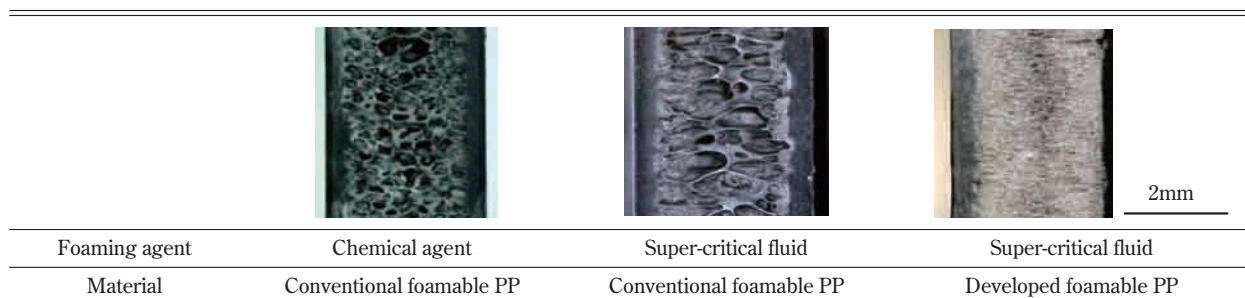 2mm
Foaming agent Chemical agent Super-critical fluid Super-critical fluid
Material Conventional foamable PP Conventional foamable PP Developed foamable PP